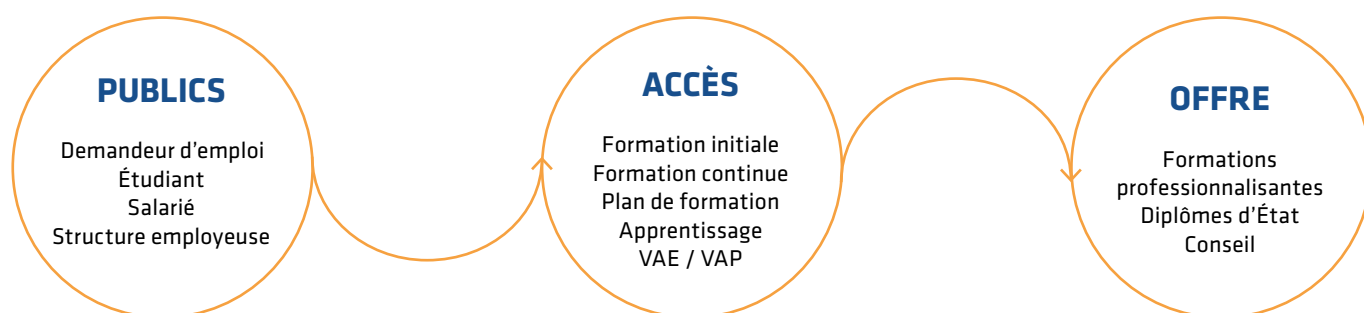 PUBLICS
Demandeur d’emploi
Étudiant
Salarié
Structure employeuse
ACCÈS
Formation initiale
Formation continue
Plan de formation
Apprentissage
VAE / VAP
OFFRE
Formations
professionnalisantes
Diplômes d’État
Conseil